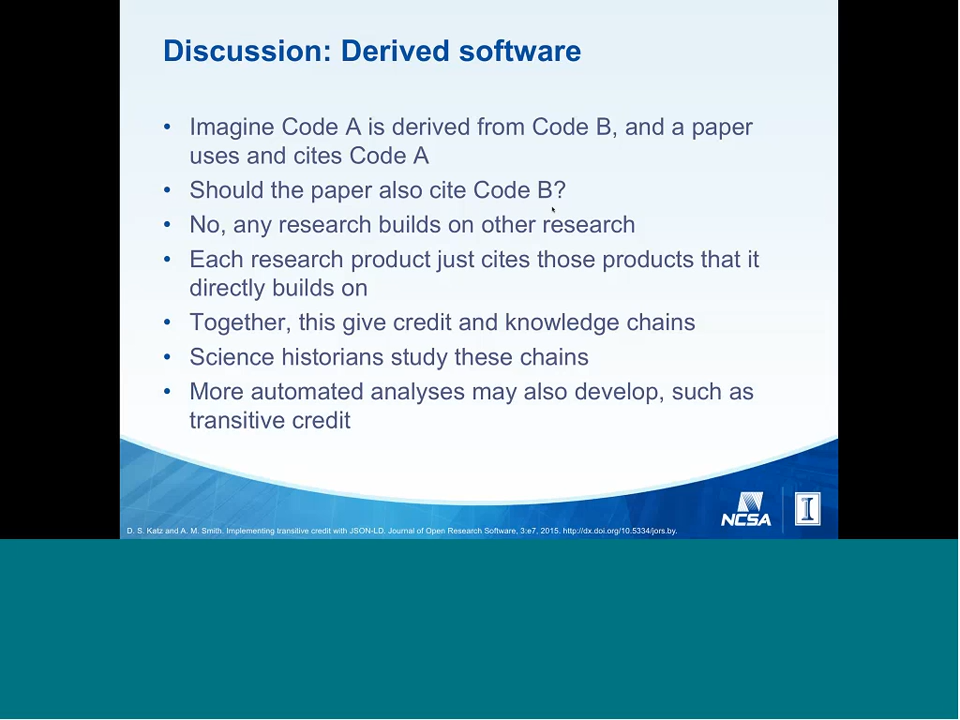 Discussion: Derived software
• Imagine Code A is derived from Code B, and a paper
uses and cites Code A
• Should the paper also cite Code B?
• No, any research builds on other research
• Each research product just cites those products that it
directly builds on
• Together, this give credit and knowledge chains
• Science historians study these chains
• More automated analyses may also develop, such as
transitive credit
NCSA
I
D. S. Katz and A. M. Smith. Implementing transitive credit with JSON-LD. Journal of Open Research Software, 3:e7, 2015. http://dx.doi.org/10.5334/jors.by.